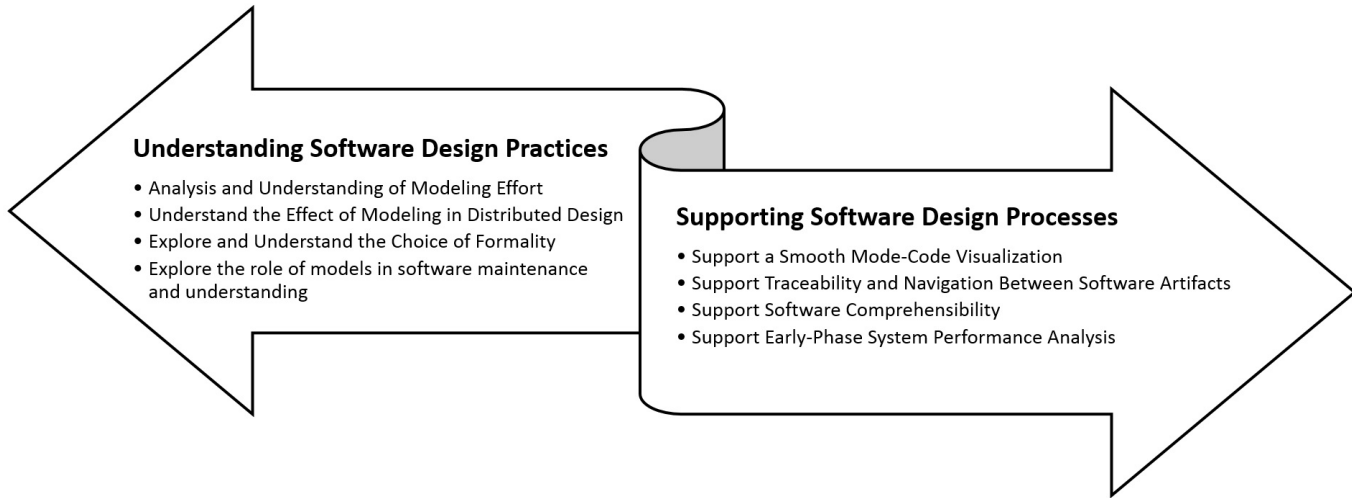 Understanding Software Design Practices
• Analysis and Understanding of Modeling Effort
• Understand the Effect of Modeling in Distributed Design
• Explore and Understand the Choice of Formality
• Explore the role of models in software maintenance
and understanding
Supporting Software Design Processes
• Support a Smooth Mode-Code Visualization
• Support Traceability and Navigation Between Software Artifacts
• Support Software Comprehensibility
• Support Early-Phase System Performance Analysis